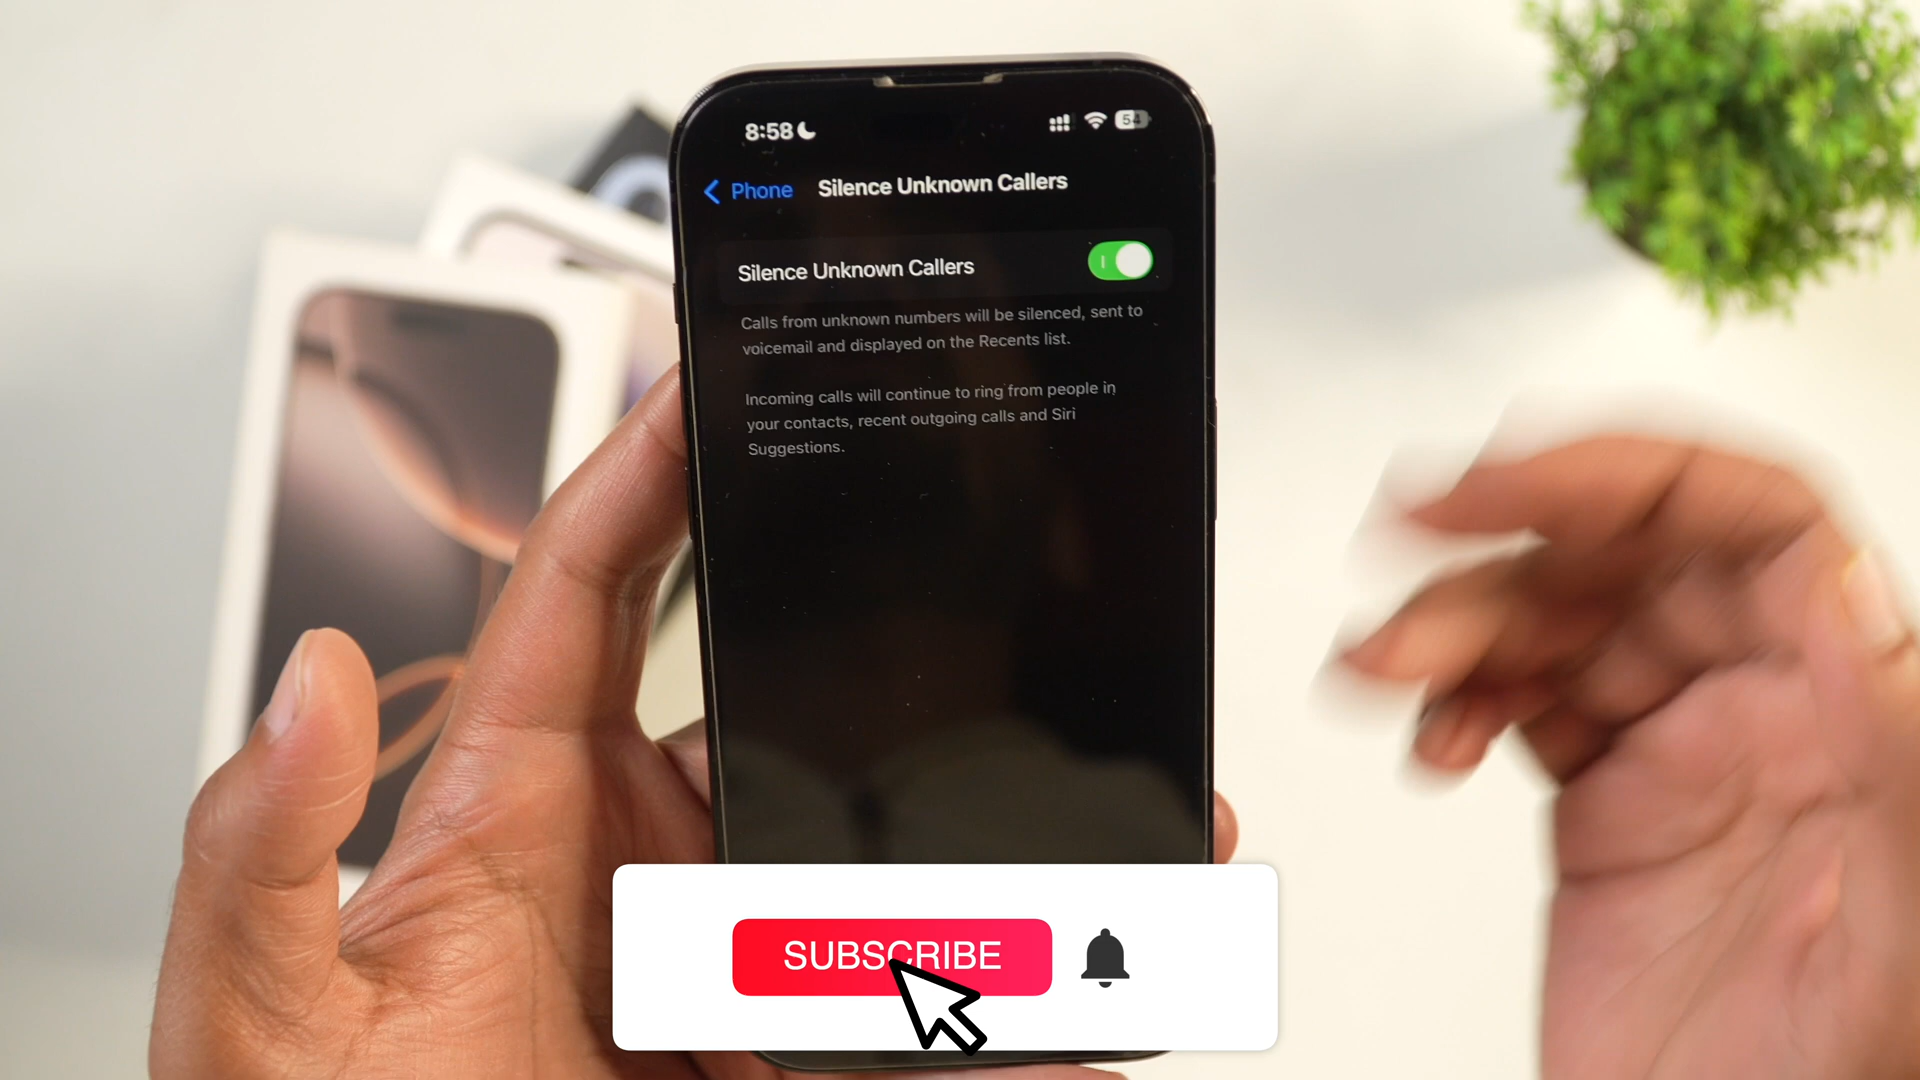 8:58
54
Phone
Silence Unknown Callers
Silence Unknown Callers
Calls from unknown numbers will be silenced, sent to
voicemail and displayed on the Recents list.
Incoming calls will continue to ring from people in
your contacts, recent outgoing calls and Siri
Suggestions.
SUBSCRIBE